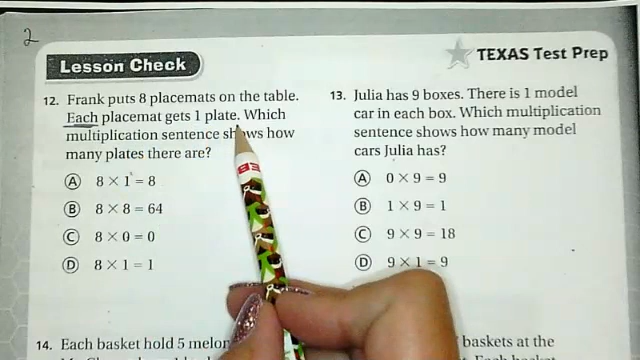 2
Lesson Check
TEXAS Test Prep
12. Frank puts 8 placemats on the table.
Each placemat gets 1 plate. Which
multiplication sentence shows how
many plates there are?
A 8 × 1 = 8
B 8 × 8 = 64
C 8 × 0 = 0
D 8 × 1 = 1
13. Julia has 9 boxes. There is 1 model
car in each box. Which multiplication
sentence shows how many model
cars Julia has?
A 0 × 9 = 9
B 1 × 9 = 1
C 9 × 9 = 18
D 9 × 1 = 9
14. Each basket hold 5
baskets at the